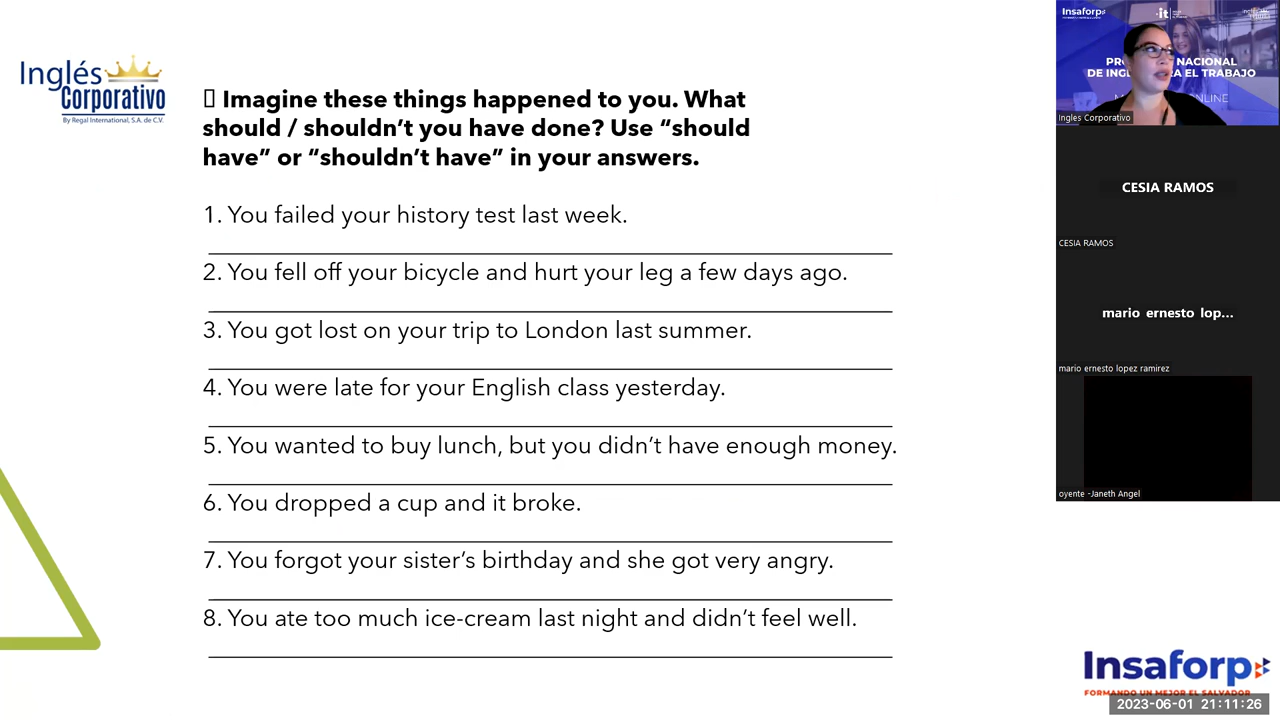 Inglés
Corporativo
By Regal International, S.A. de C.V.
Imagine these things happened to you. What
should / shouldn’t you have done? Use “should
have” or “shouldn’t have” in your answers.
1. You failed your history test last week.
2. You fell off your bicycle and hurt your leg a few days ago.
3. You got lost on your trip to London last summer.
4. You were late for your English class yesterday.
5. You wanted to buy lunch, but you didn’t have enough money.
6. You dropped a cup and it broke.
7. You forgot your sister’s birthday and she got very angry.
8. You ate too much ice-cream last night and didn’t feel well.
Insaforp
it
NACIONAL
DE
EL TRABAJO
Ingles Corporativo
CESIA RAMOS
CESIA RAMOS
mario ernesto lop...
mario ernesto lopez ramirez
oyente -Janeth Angel
Insaforp
FORMANDO UN MEJOR EL SALVADOR
2023-06-01 21:11:26